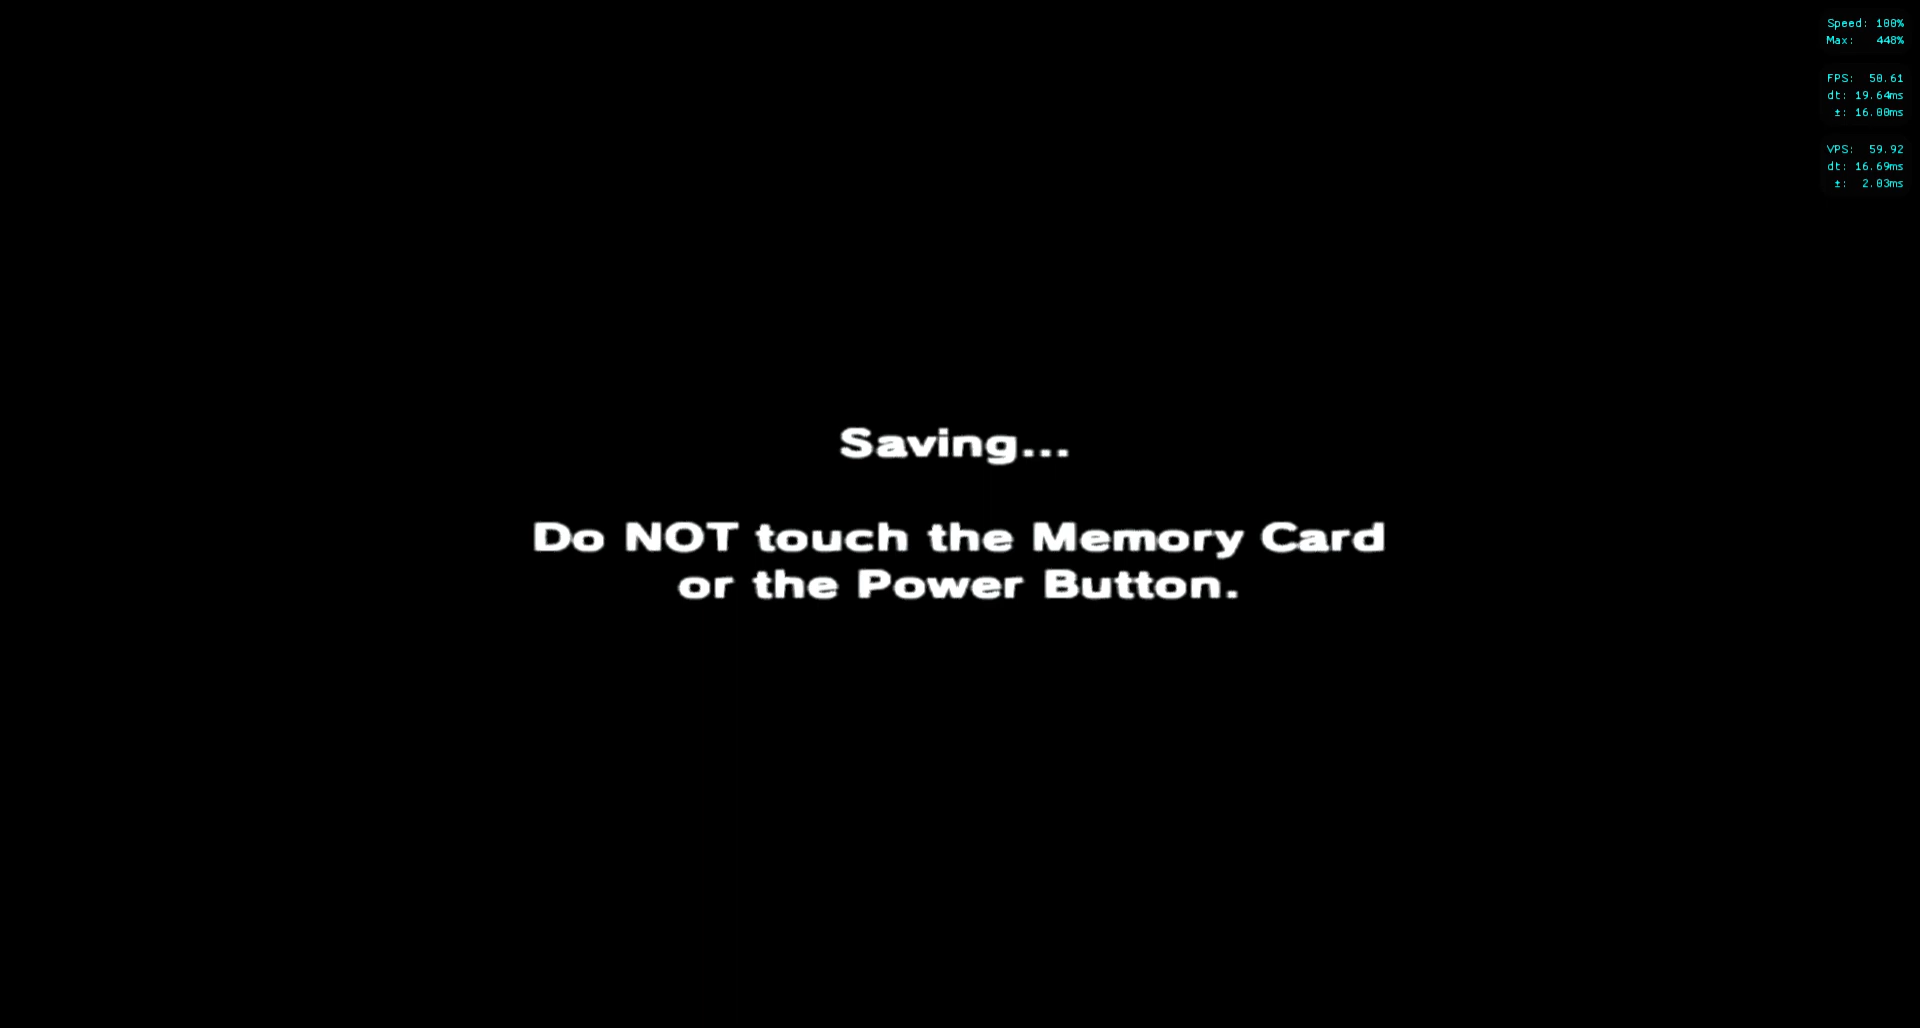 Speed: 100%
Max: 448%
FPS: 50.61
dt: 19.64ms
±: 16.00ms
VPS: 59.92
dt: 16.69ms
±: 2.03ms
Saving...
Do NOT touch the Memory Card
or the Power Button.